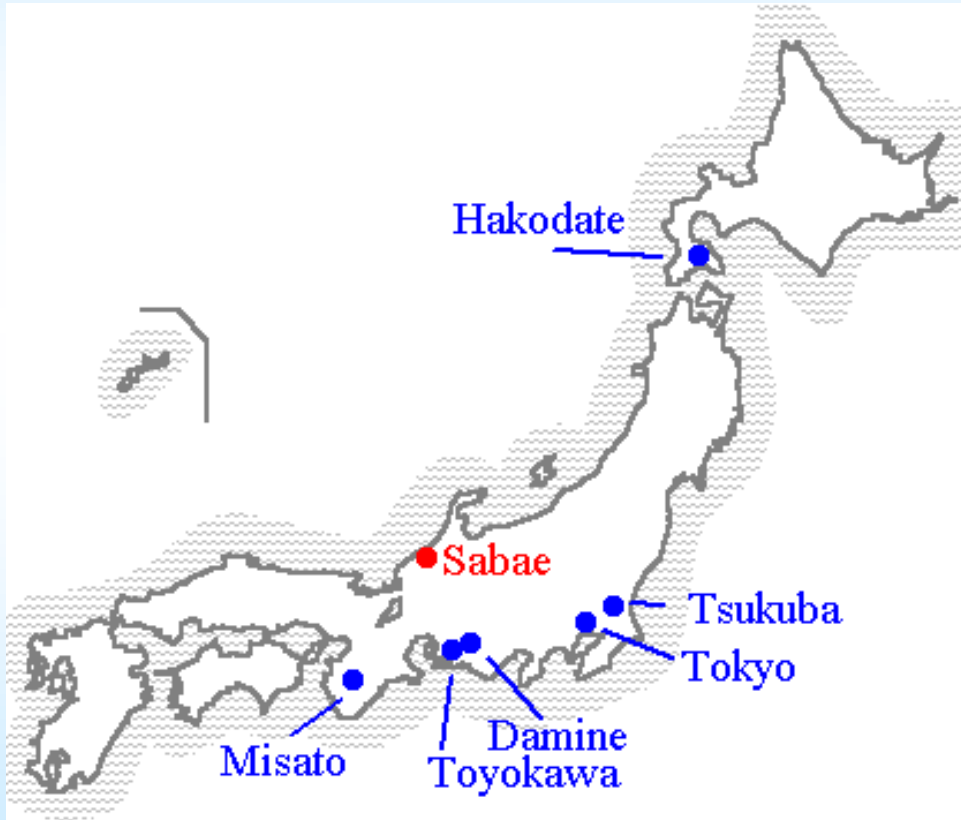 Hakodate
Sabae
Tsukuba
Tokyo
Damine
Misato
Toyokawa